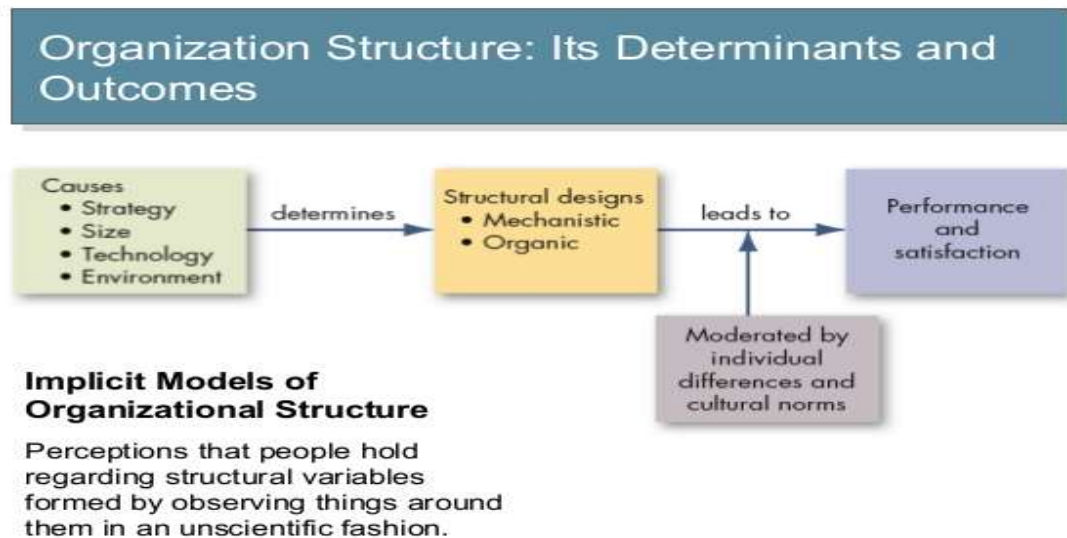 Organization Structure: Its Determinants and
Outcomes
Causes
• Strategy
• Size
• Technology
• Environment
determines
Structural designs
• Mechanistic
• Organic
leads to
Performance
and
satisfaction
Moderated by
individual
differences and
cultural norms
Implicit Models of
Organizational Structure
Perceptions that people hold
regarding structural variables
formed by observing things around
them in an unscientific fashion.